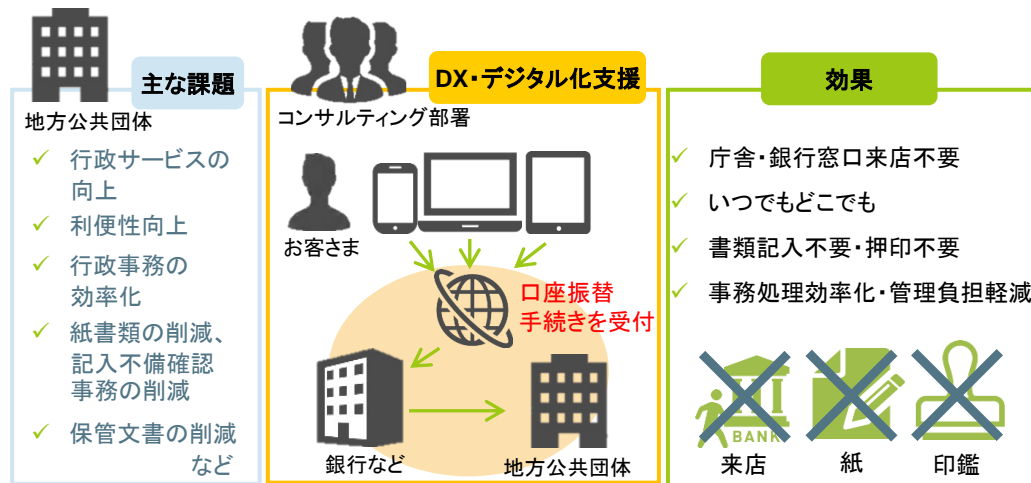 主な課題
地方公共団体
✓ 行政サービスの
向上
✓ 利便性向上
✓ 行政事務の
効率化
✓ 紙書類の削減、
記入不備確認
事務の削減
✓ 保管文書の削減
など
DX・デジタル化支援
コンサルティング部署
お客さま
口座振替
手続きを受付
銀行など
地方公共団体
効果
✓ 庁舎・銀行窓口来店不要
✓ いつでもどこでも
✓ 書類記入不要・押印不要
✓ 事務処理効率化・管理負担軽減
BANK
来店
紙
印鑑